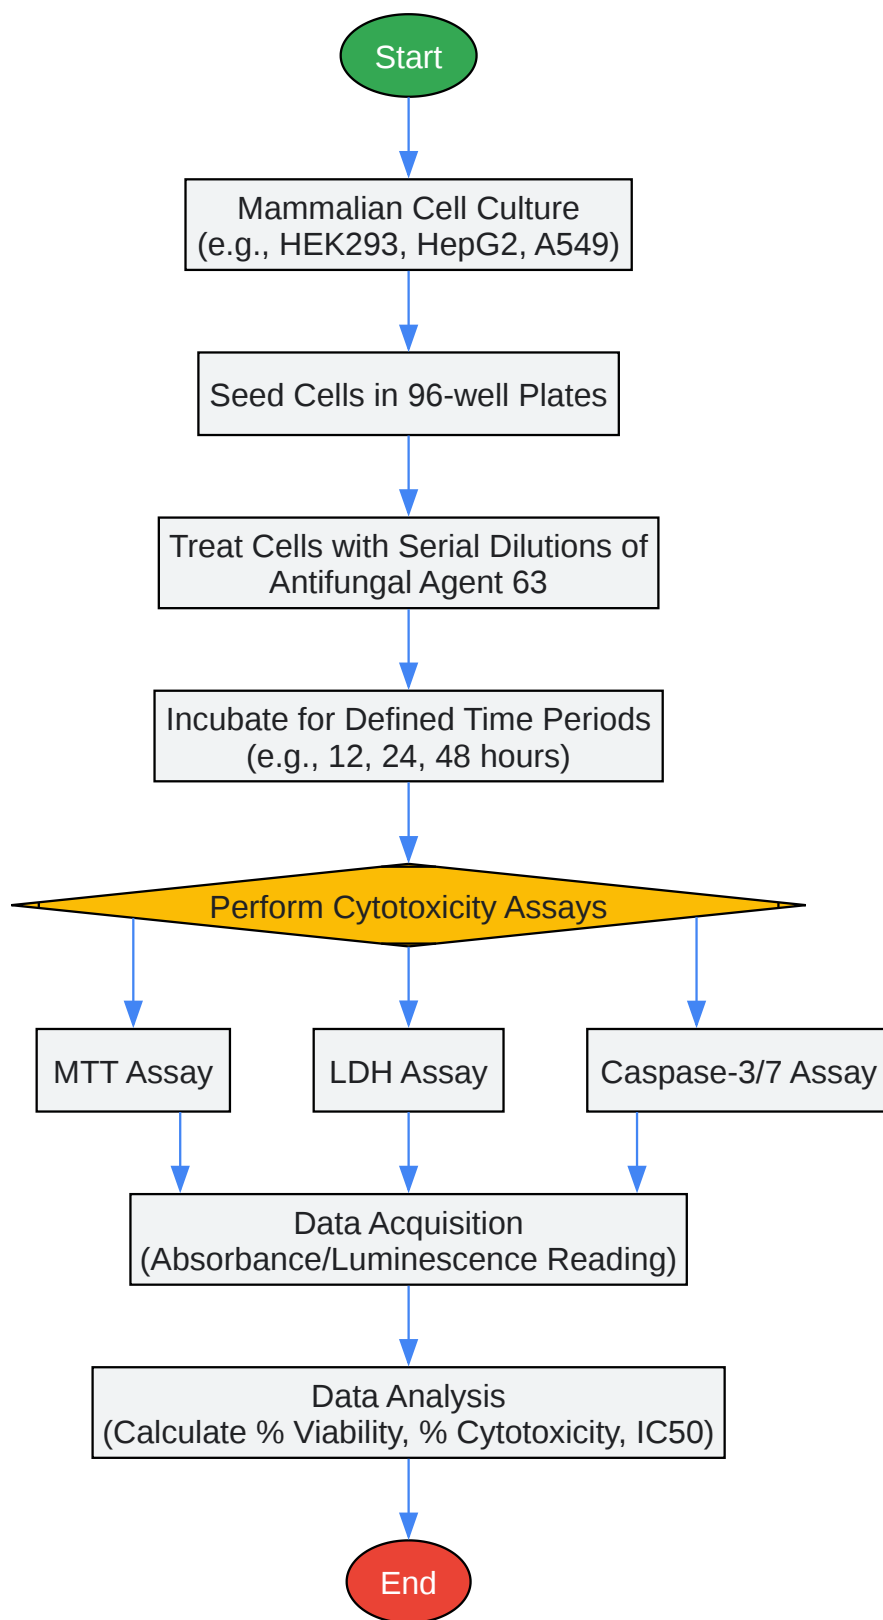 Start
Mammalian Cell Culture
(e.g., HEK293, HepG2, A549)
Seed Cells in 96-well Plates
Treat Cells with Serial Dilutions of
Antifungal Agent 63
Incubate for Defined Time Periods
(e.g., 12, 24, 48 hours)
Perform Cytotoxicity Assays
MTT Assay
LDH Assay
Caspase-3/7 Assay
Data Acquisition
(Absorbance/Luminescence Reading)
Data Analysis
(Calculate % Viability, % Cytotoxicity, IC50)
End